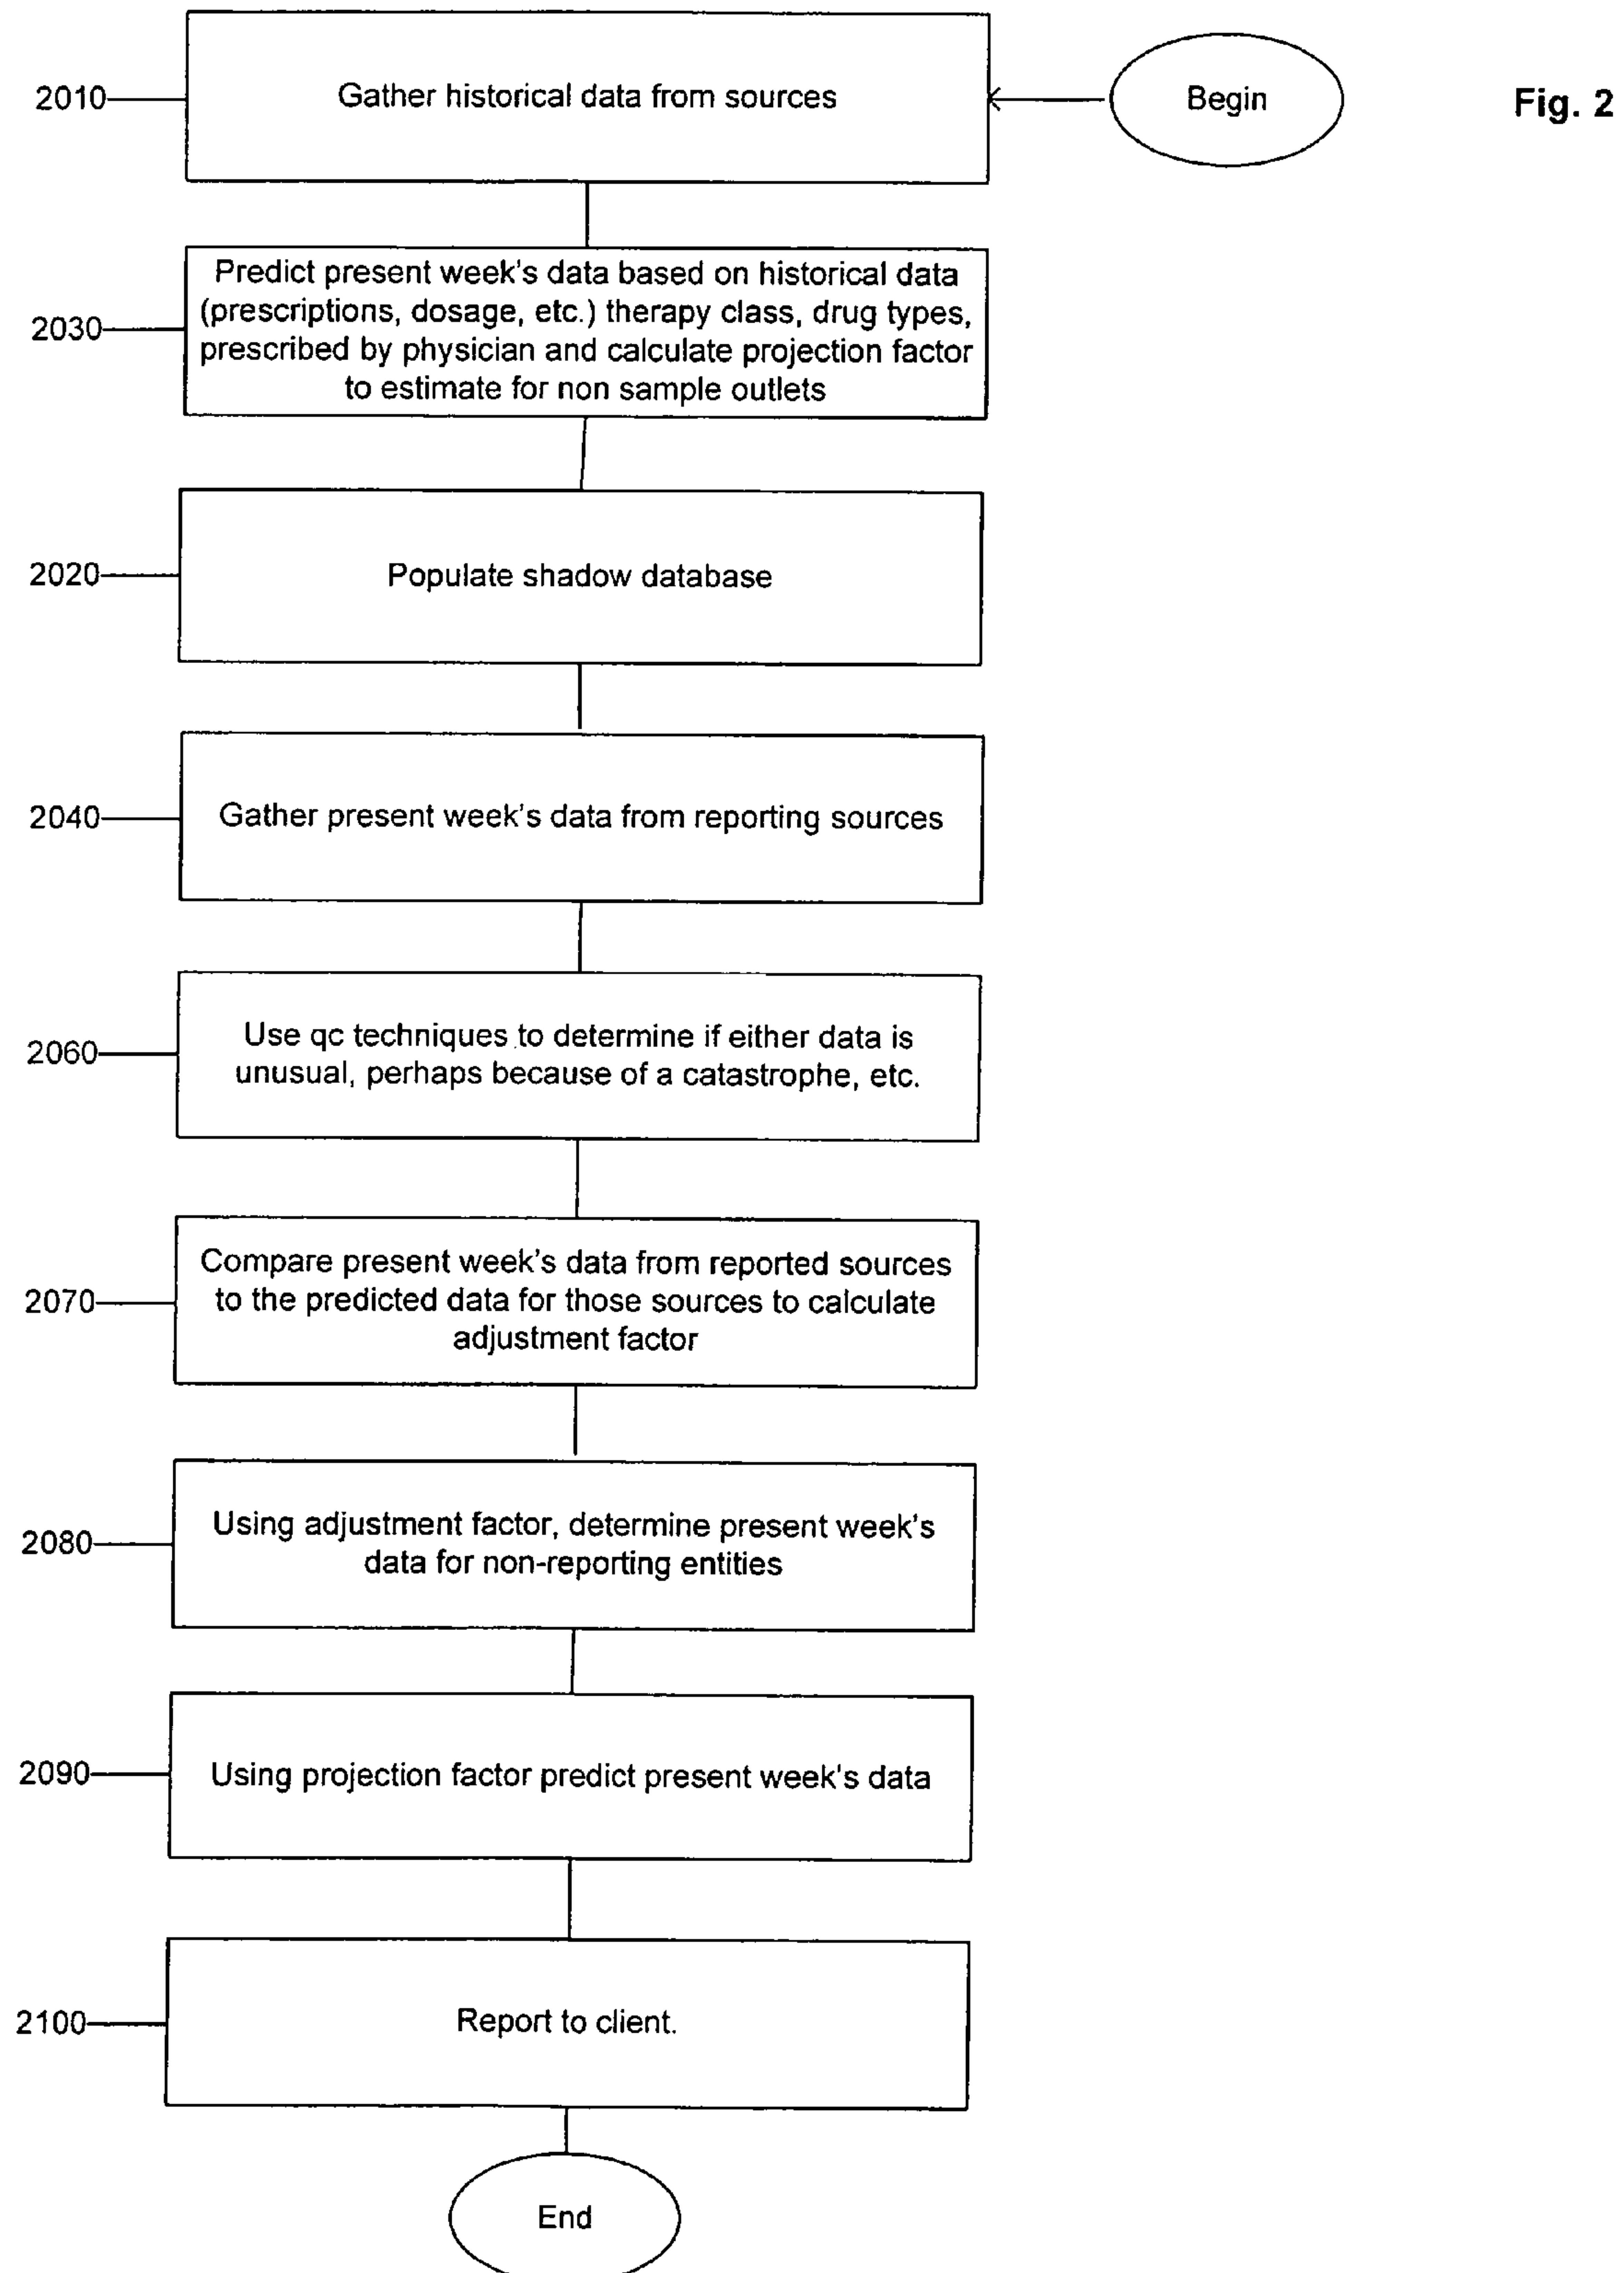 2010
Gather historical data from sources
Begin
Fig. 2
Predict present week's data based on historical data
2030
(prescriptions, dosage, etc.) therapy class, drug types,
prescribed by physician and calculate projection factor
to estimate for non sample outlets
2020
Populate shadow database
2040
Gather present week's data from reporting sources
2060
Use qc techniques to determine if either data is
unusual, perhaps because of a catastrophe, etc.
2070
Compare present week's data from reported sources
to the predicted data for those sources to calculate
adjustment factor
2080
Using adjustment factor, determine present week's
data for non-reporting entities
2090
Using projection factor predict present week's data
2100
Report to client.
End